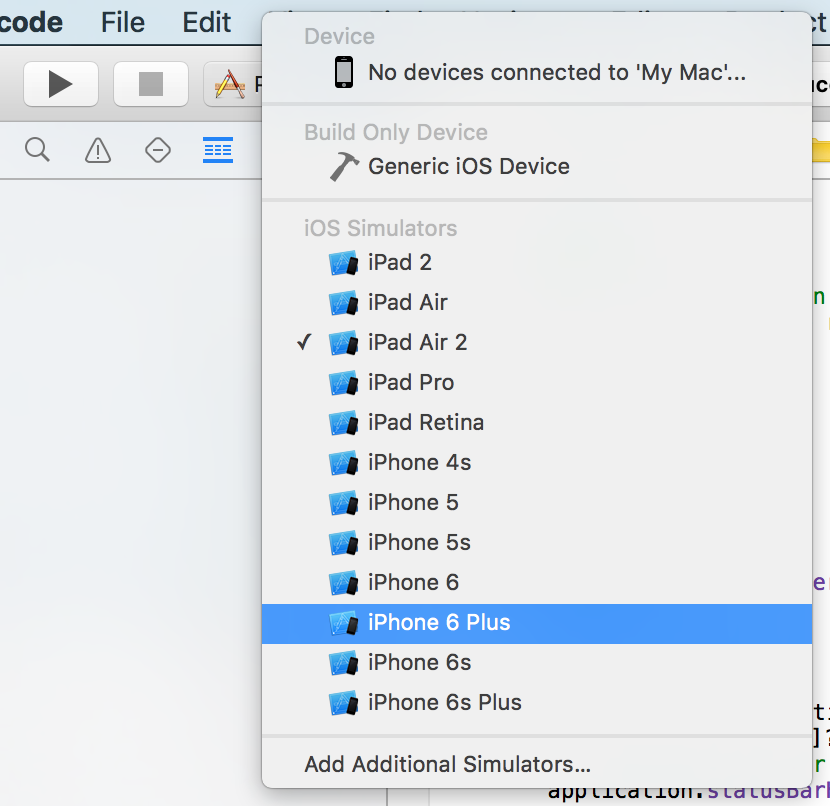 code File Edit
Device
No devices connected to 'My Mac'...
Build Only Device
Generic iOS Device
iOS Simulators
iPad 2
iPad Air
✓ iPad Air 2
iPad Pro
iPad Retina
iPhone 4s
iPhone 5
iPhone 5s
iPhone 6
iPhone 6 Plus
iPhone 6s
iPhone 6s Plus
Add Additional Simulators...
application.statusBar